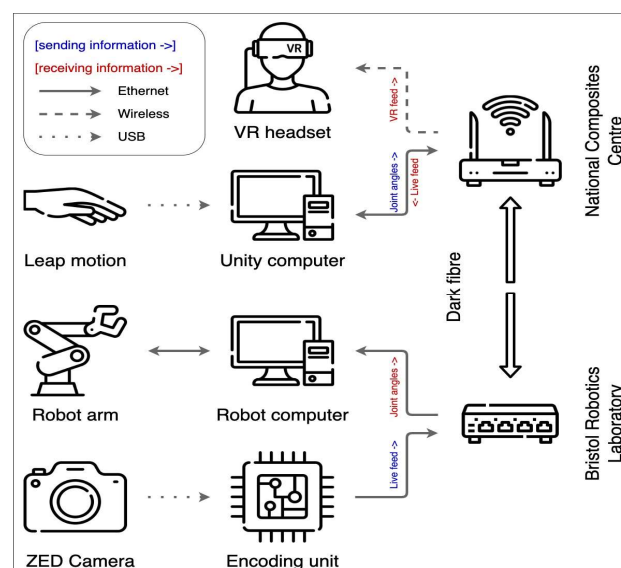 [sending information ->]
[receiving information ->]
Ethernet
Wireless
USB
VR
VR headset
VR feed ->
National Composites
Centre
Joint angles ->
<- Live feed
Leap motion
Unity computer
Dark fibre
Robot arm
Robot computer
Joint angles ->
Live feed ->
Bristol Robotics
Laboratory
ZED Camera
Encoding unit